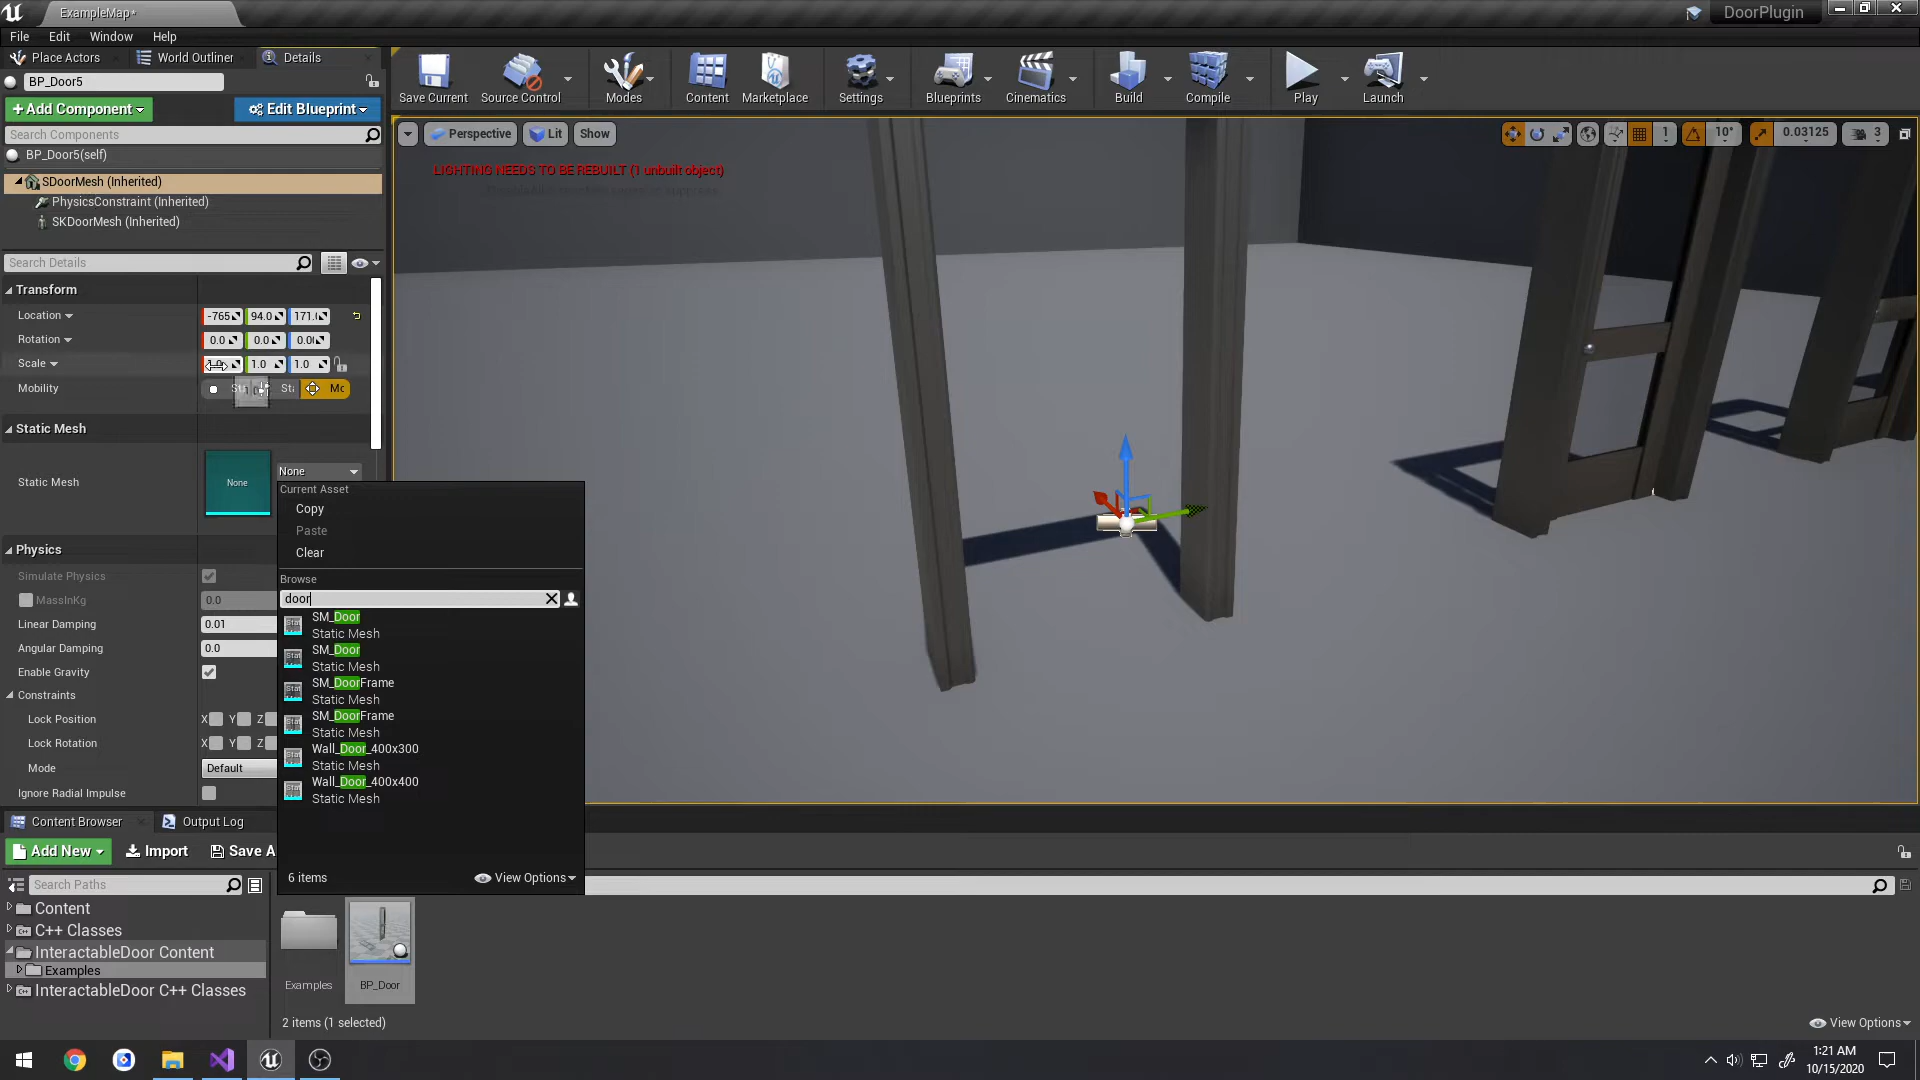 ExampleMap*
DoorPlugin
File Edit Window Help
Place Actors World Outliner Details
BP_Door5
Add Component Edit Blueprint
Search Components
BP_Door5(self)
SDoorMesh (Inherited)
PhysicsConstraint (Inherited)
SKDoorMesh (Inherited)
Search Details
Save Current Source Control Modes Content Marketplace Settings Blueprints Cinematics Build Compile Play Launch
Perspective Lit Show
1 10° 0.03125 3
LIGHTING NEEDS TO BE REBUILT (1 unbuilt object)
Transform
Location -765 94.0 171.
Rotation 0.0 0.0 0.0
Scale 1.0 1.0
Mobility
Static Mesh
Static Mesh None None
Current Asset
Copy
Paste
Clear
Browse
door
SM_Door
Static Mesh
SM_Door
Static Mesh
SM_DoorFrame
Static Mesh
SM_DoorFrame
Static Mesh
Wall_Door_400x300
Static Mesh
Wall_Door_400x400
Static Mesh
6 items View Options
Physics
Simulate Physics
MassInKg 0.0
Linear Damping 0.01
Angular Damping 0.0
Enable Gravity
Constraints
Lock Position X Y Z
Lock Rotation X Y Z
Mode Default
Ignore Radial Impulse
Content Browser Output Log
Add New Import Save A
Search Paths
Content
C++ Classes
InteractableDoor Content
Examples
InteractableDoor C++ Classes
Examples BP_Door
2 items (1 selected)
View Options
1:21 AM
10/15/2020